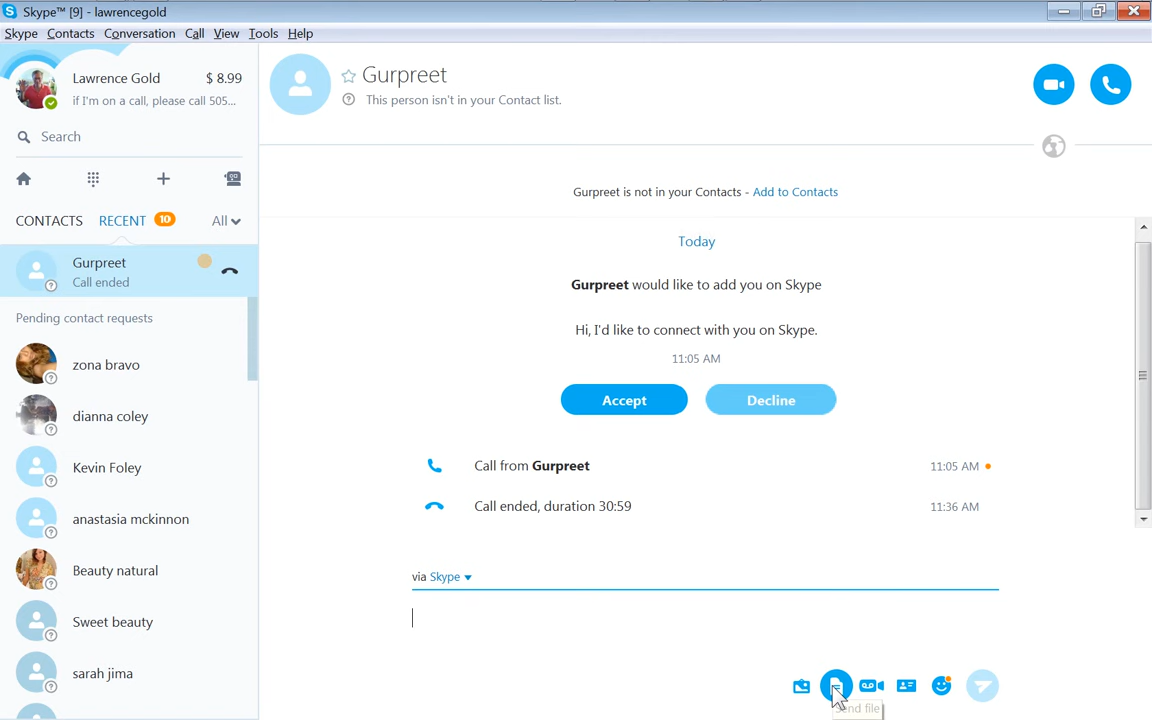 Skype™ [9] - lawrencegold
Skype Contacts Conversation Call View Tools Help
Lawrence Gold $ 8.99
if I'm on a call, please call 505...
Search
CONTACTS RECENT 10 All
Gurpreet
Call ended
Pending contact requests
zona bravo
dianna coley
Kevin Foley
anastasia mckinnon
Beauty natural
Sweet beauty
sarah jima
Gurpreet
This person isn't in your Contact list.
Gurpreet is not in your Contacts - Add to Contacts
Today
Gurpreet would like to add you on Skype
Hi, I'd like to connect with you on Skype.
11:05 AM
Accept Decline
Call from Gurpreet 11:05 AM
Call ended, duration 30:59 11:36 AM
via Skype
Send file